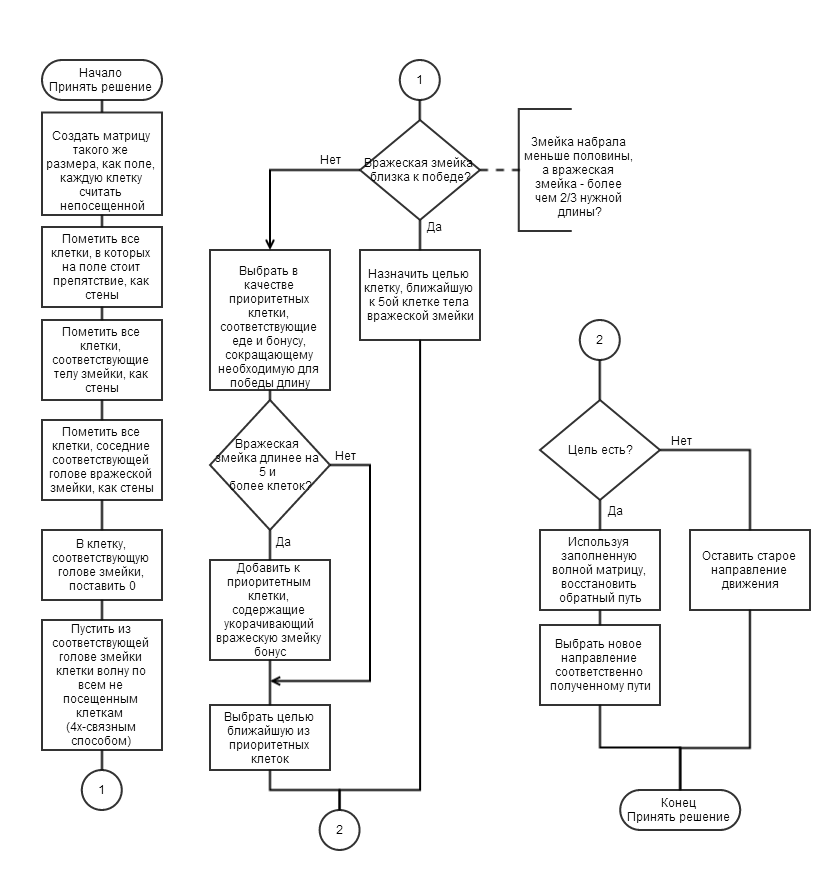 Начало
Принять решение
Создать матрицу
такого же
размера, как поле,
каждую клетку
считать
непосещенной
Пометить все
клетки, в которых
на поле стоит
препятствие, как
стены
Пометить все
клетки,
соответствующие
телу змейки, как
стены
Пометить все
клетки, соседние
соответствующей
голове вражеской
змейки, как стены
В клетку,
соответствующую
голове змейки,
поставить 0
Пустить из
соответствующей
голове змейки
клетки волну по
всем не
посещенным
клеткам
(4х-связным
способом)
1
1
Вражеская змейка
близка к победе?
Нет
Да
Змейка набрала
меньше половины,
а вражеская
змейка - более
чем 2/3 нужной
длины?
Выбрать в
качестве
приоритетных
клетки,
соответствующие
еде и бонусу,
сокращающему
необходимую для
победы длину
Назначить целью
клетку, ближайшую
к 5ой клетке тела
вражеской змейки
Вражеская
змейка длинее на
5 и
более клеток?
Нет
Да
Добавить к
приоритетным
клетки,
содержащие
укорачивающий
вражескую змейку
бонус
Выбрать целью
ближайшую из
приоритетных
клеток
2
2
Цель есть?
Нет
Да
Используя
заполненную
волной матрицу,
восстановить
обратный путь
Оставить старое
направление
движения
Выбрать новое
направление
соответственно
полученному пути
Конец
Принять решение